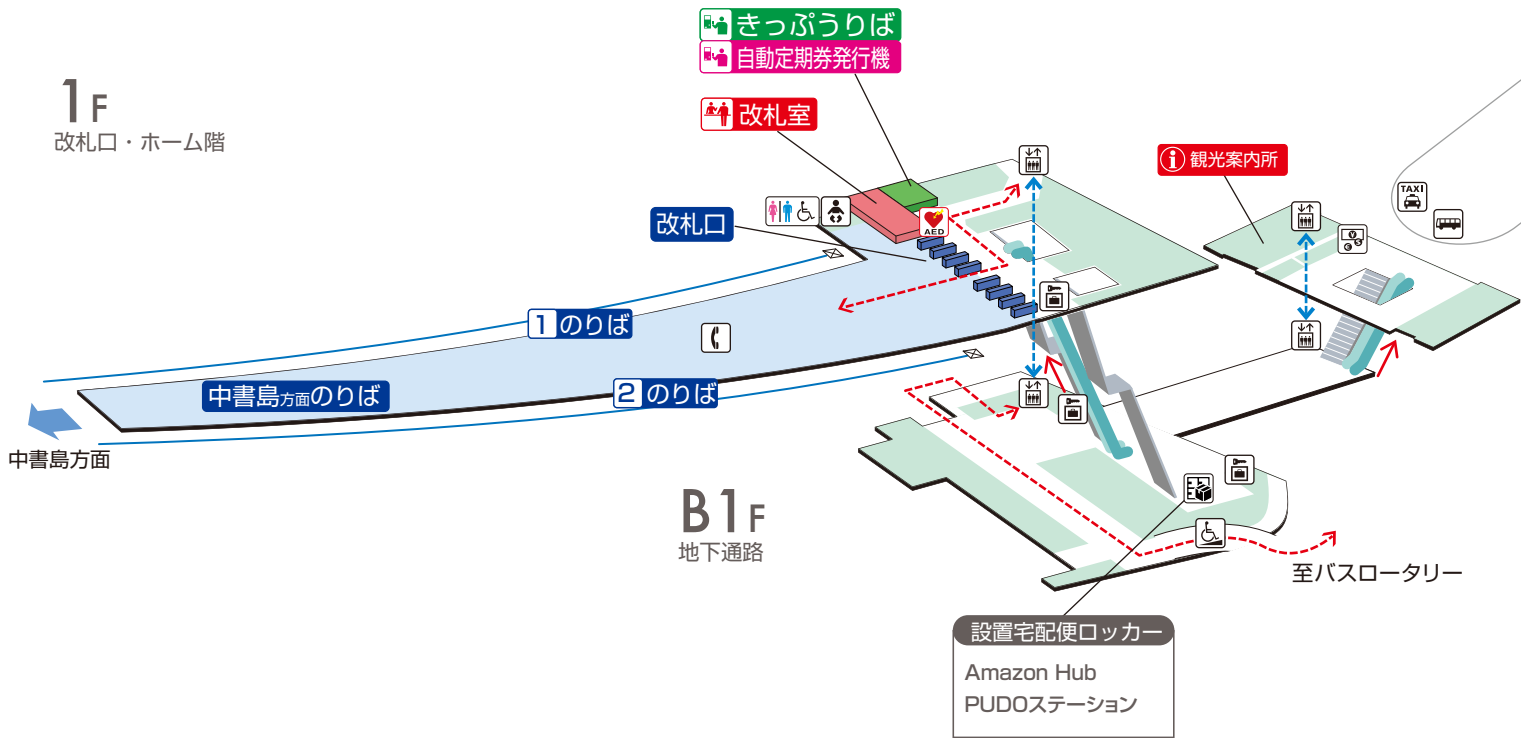 きっぷうりば
自動定期券発行機
1F
改札口・ホーム階
改札室
観光案内所
TAXI
改札口
AED
1 のりば
2 のりば
中書島方面のりば
中書島方面
B1F
地下通路
至バスロータリー
設置宅配便ロッカー
Amazon Hub
PUDOステーション